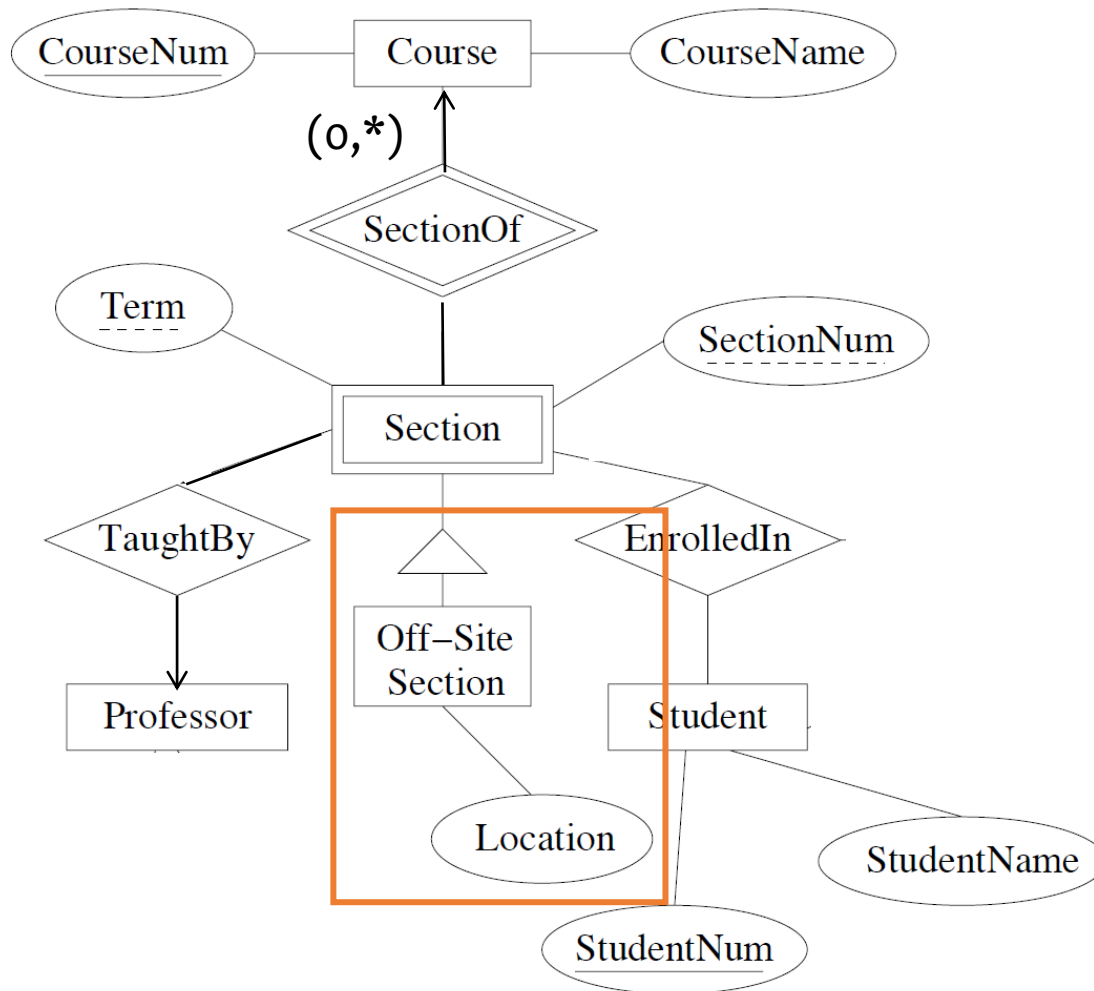 CourseNum
Course
CourseName
(0,*)
SectionOf
Term
SectionNum
Section
TaughtBy
EnrolledIn
Off-Site
Section
Professor
Student
Location
StudentName
StudentNum